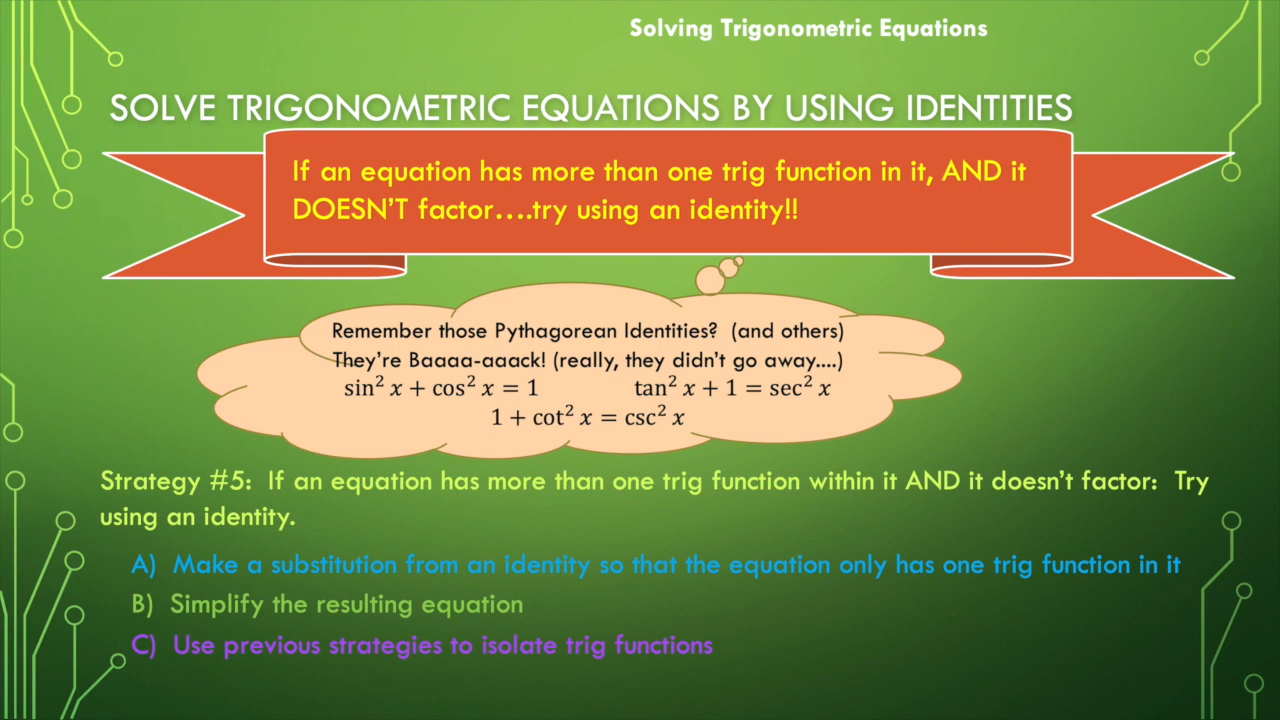 Solving Trigonometric Equations
SOLVE TRIGONOMETRIC EQUATIONS BY USING IDENTITIES
If an equation has more than one trig function in it, AND it
DOESN'T factor....try using an identity!!
Remember those Pythagorean Identities? (and others)
They're Baaaa-aaack! (really, they didn't go away....)
sin² x + cos² x = 1 tan² x + 1 = sec² x
1 + cot² x = csc² x
Strategy #5: If an equation has more than one trig function within it AND it doesn't factor: Try
using an identity.
A) Make a substitution from an identity so that the equation only has one trig function in it
B) Simplify the resulting equation
C) Use previous strategies to isolate trig functions